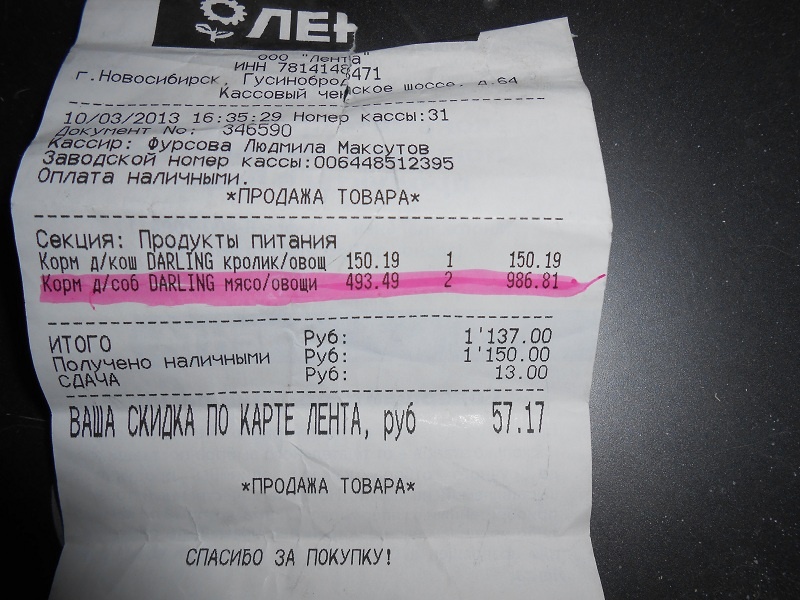 ЛЕН
ООО "Лента"
ИНН 7814148471
г.Новосибирск, Гусинобродское шоссе, д.64
Кассовый чек
10/03/2013 16:35:29 Номер кассы:31
Документ No: 346590
Кассир: Фурсова Людмила Максутов
Заводской номер кассы:006448512395
Оплата наличными.
*ПРОДАЖА ТОВАРА*
Секция: Продукты питания
Корм д/кош DARLING кролик/овощ 150.19 1 150.19
Корм д/соб DARLING мясо/овощи 493.49 2 986.81
ИТОГО Руб: 1'137.00
Получено наличными Руб: 1'150.00
СДАЧА Руб: 13.00
ВАША СКИДКА ПО КАРТЕ ЛЕНТА, руб 57.17
*ПРОДАЖА ТОВАРА*
СПАСИБО ЗА ПОКУПКУ!